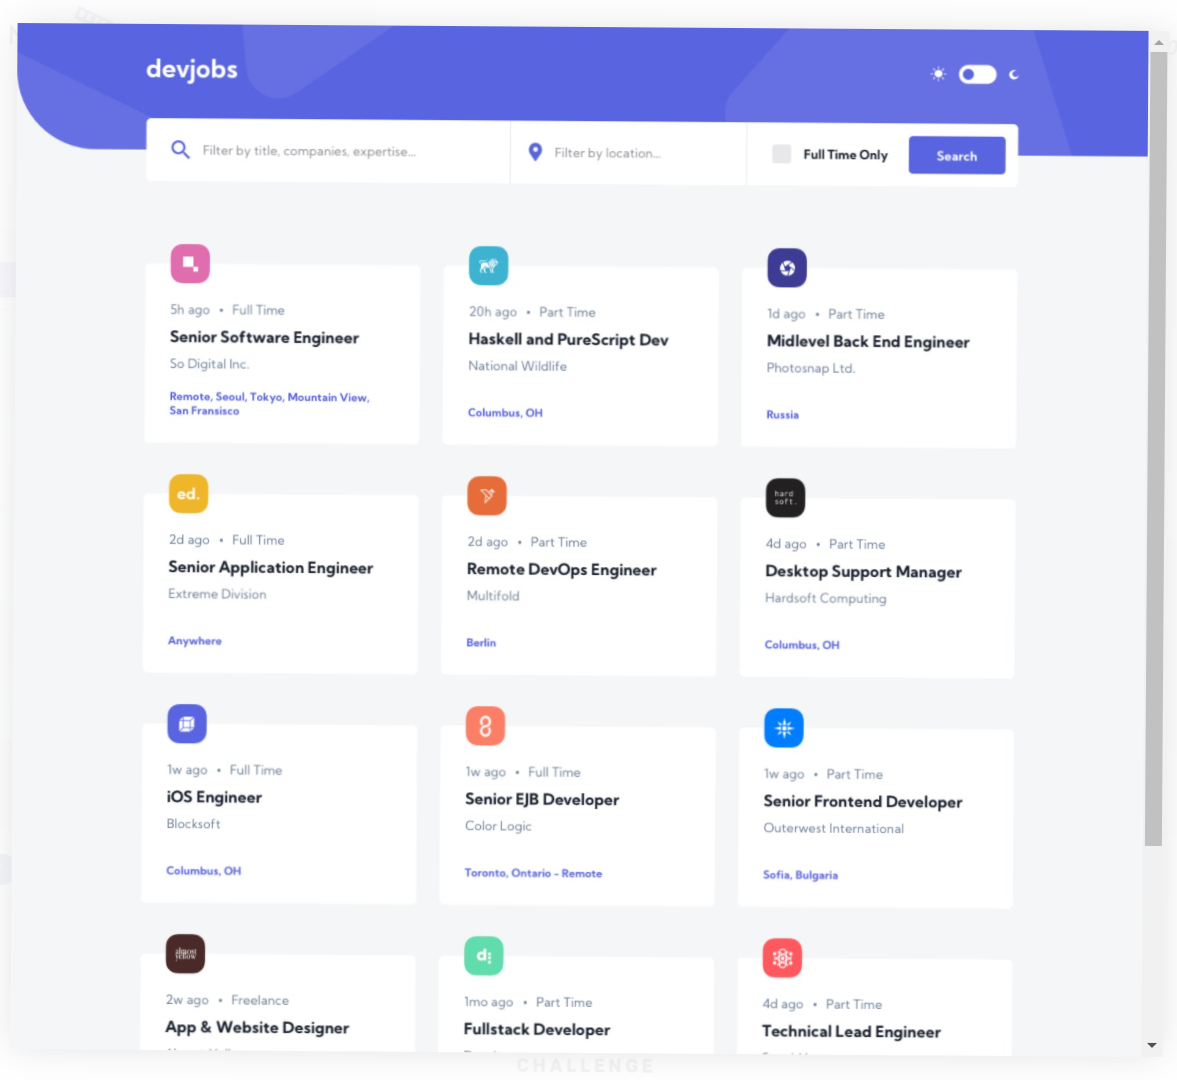 devjobs
Filter by title, companies, expertise...
Filter by location...
Full Time Only
Search
5h ago • Full Time
Senior Software Engineer
So Digital Inc.
Remote, Seoul, Tokyo, Mountain View,
San Fransisco
20h ago • Part Time
Haskell and PureScript Dev
National Wildlife
Columbus, OH
1d ago • Part Time
Midlevel Back End Engineer
Photosnap Ltd.
Russia
ed.
2d ago • Full Time
Senior Application Engineer
Extreme Division
Anywhere
2d ago • Part Time
Remote DevOps Engineer
Multifold
Berlin
hard
soft.
4d ago • Part Time
Desktop Support Manager
Hardsoft Computing
Columbus, OH
1w ago • Full Time
iOS Engineer
Blocksoft
Columbus, OH
1w ago • Full Time
Senior EJB Developer
Color Logic
Toronto, Ontario - Remote
1w ago • Part Time
Senior Frontend Developer
Outerwest International
Sofia, Bulgaria
almost
yellow
2w ago • Freelance
App & Website Designer
d:
1mo ago • Part Time
Fullstack Developer
4d ago • Part Time
Technical Lead Engineer
CHALLENGE